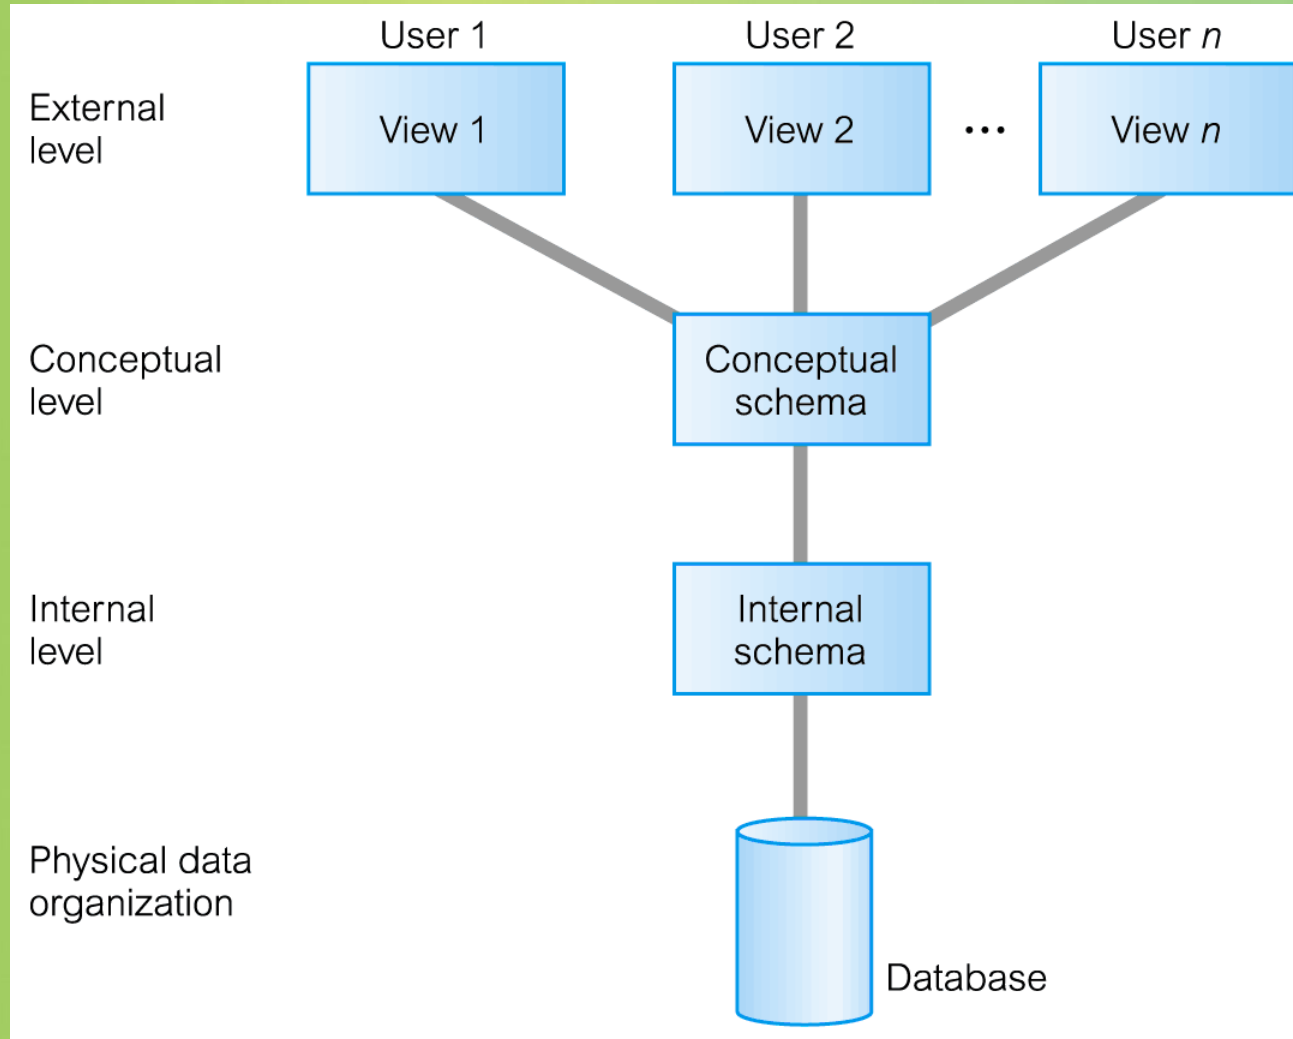 User 1
User 2
User n
External
level
View 1
View 2
...
View n
Conceptual
level
Conceptual
schema
Internal
level
Internal
schema
Physical data
organization
Database